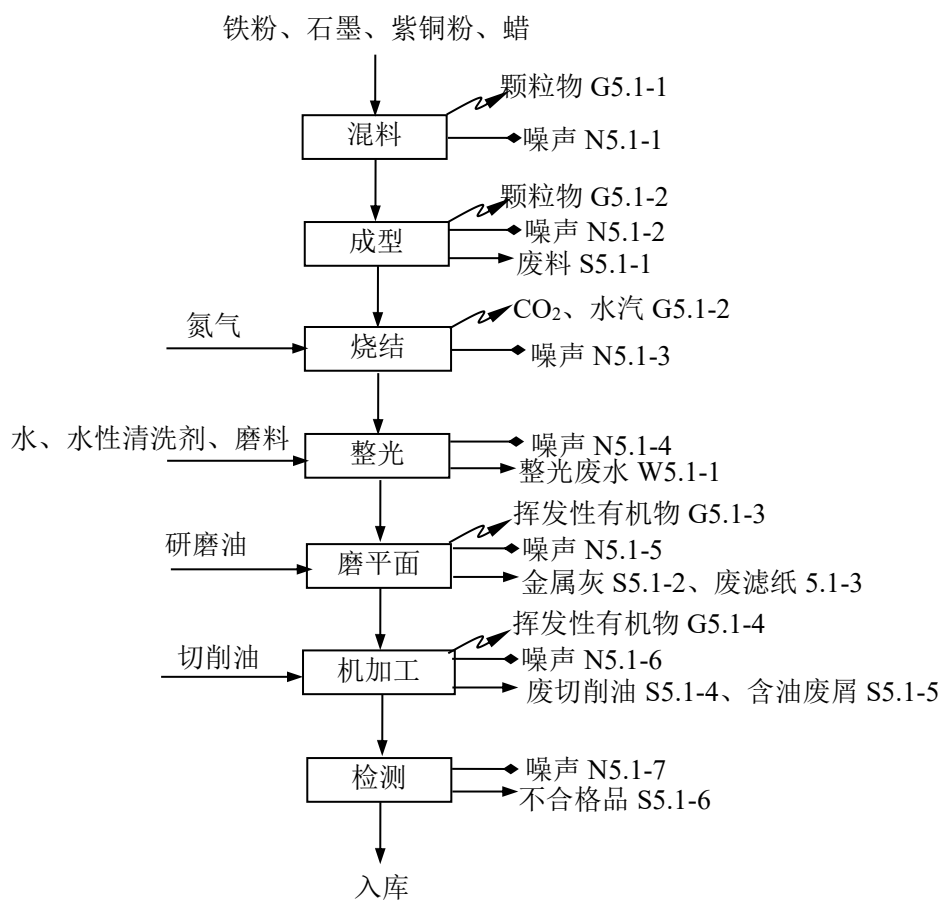 铁粉、石墨、紫铜粉、蜡
颗粒物 G5.1-1
混料
噪声 N5.1-1
颗粒物 G5.1-2
成型
噪声 N5.1-2
废料 S5.1-1
CO₂、水汽 G5.1-2
氮气
烧结
噪声 N5.1-3
水、水性清洗剂、磨料
整光
噪声 N5.1-4
整光废水 W5.1-1
挥发性有机物 G5.1-3
研磨油
磨平面
噪声 N5.1-5
金属灰 S5.1-2、废滤纸 5.1-3
挥发性有机物 G5.1-4
切削油
机加工
噪声 N5.1-6
废切削油 S5.1-4、含油废屑 S5.1-5
检测
噪声 N5.1-7
不合格品 S5.1-6
入库